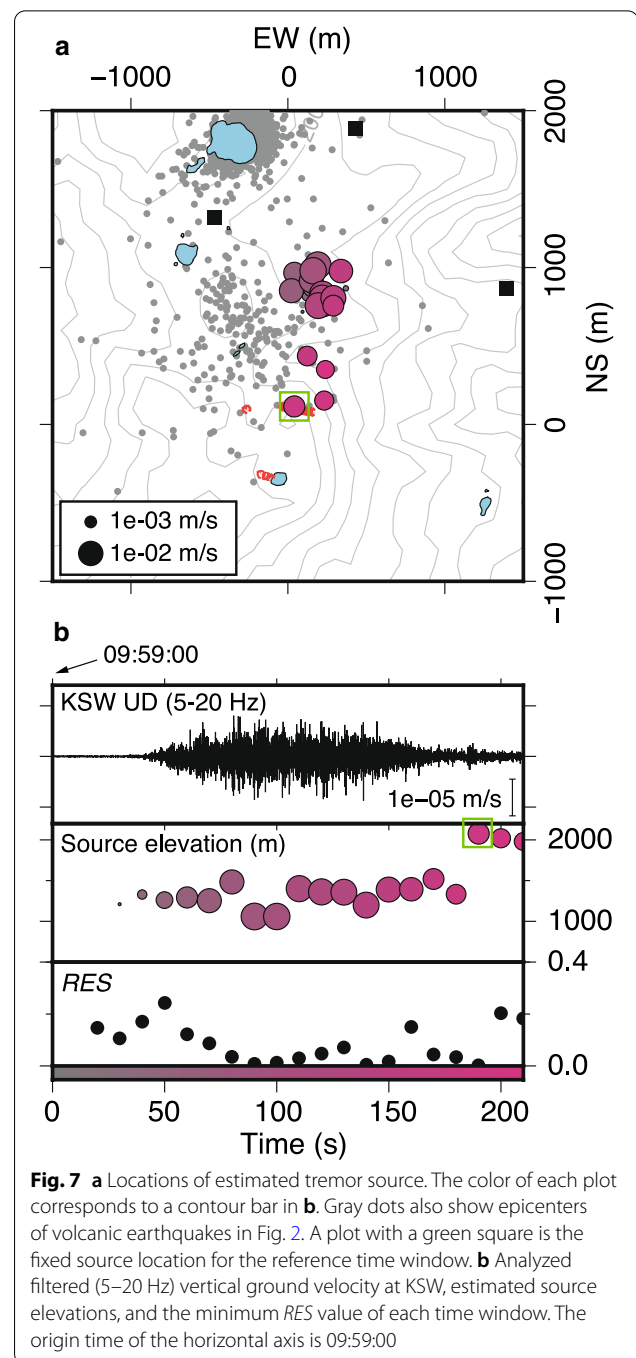 a
EW (m)
−1000 0 1000
2000
1000
0
−1000
NS (m)
1e-03 m/s
1e-02 m/s
b
09:59:00
KSW UD (5-20 Hz)
1e−05 m/s
Source elevation (m)
2000
1000
0.4
RES
0.0
0 50 100 150 200
Time (s)
Fig. 7 a Locations of estimated tremor source. The color of each plot
corresponds to a contour bar in b. Gray dots also show epicenters
of volcanic earthquakes in Fig. 2. A plot with a green square is the
fixed source location for the reference time window. b Analyzed
filtered (5–20 Hz) vertical ground velocity at KSW, estimated source
elevations, and the minimum RES value of each time window. The
origin time of the horizontal axis is 09:59:00